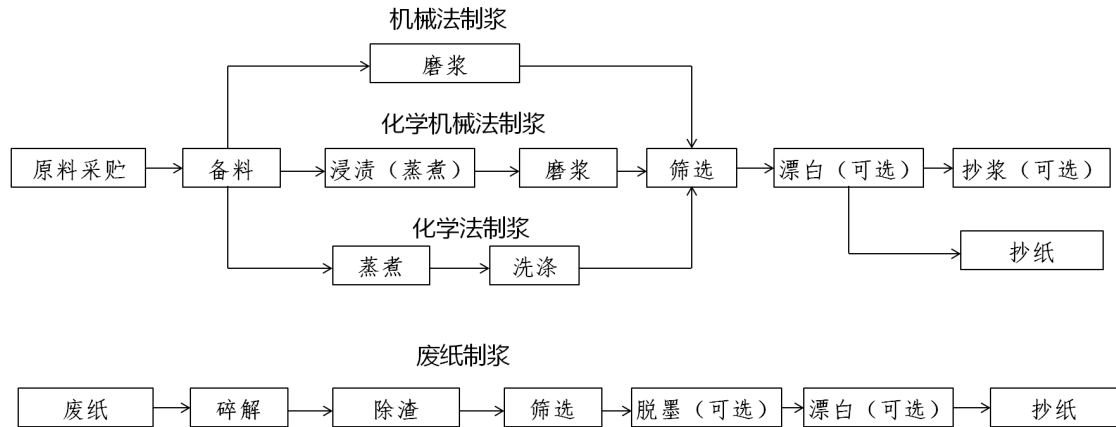 机械法制浆
磨浆
化学机械法制浆
原料采贮
备料
浸渍（蒸煮）
磨浆
筛选
漂白（可选）
抄浆（可选）
化学法制浆
蒸煮
洗涤
抄纸
废纸制浆
废纸
碎解
除渣
筛选
脱墨（可选）
漂白（可选）
抄纸